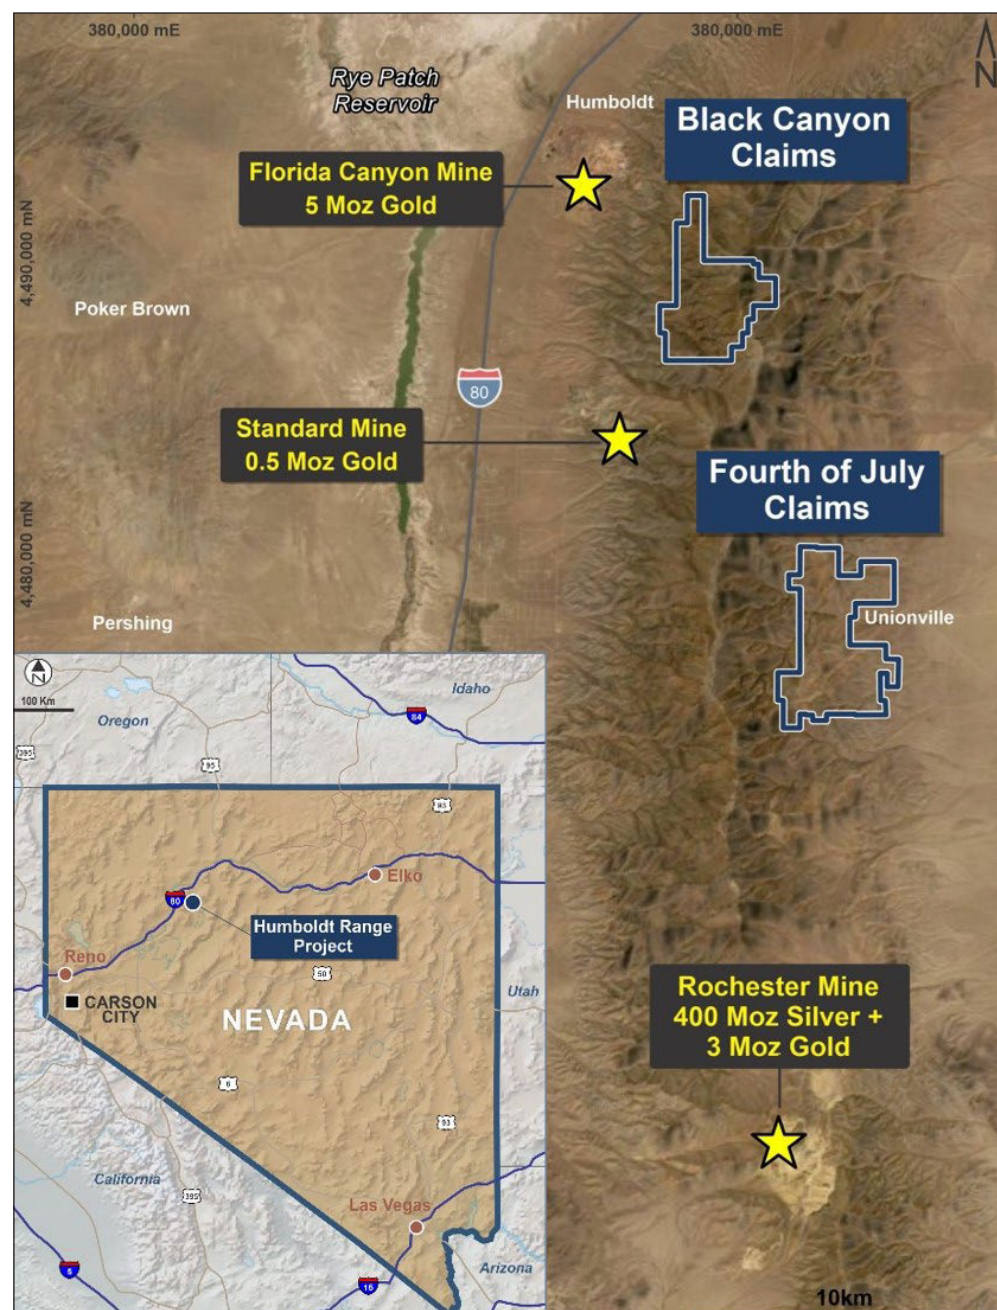 380,000 mE
380,000 mE
N
Rye Patch
Reservoir
Humboldt
Black Canyon
Claims
Florida Canyon Mine
5 Moz Gold
4,490,000 mN
Poker Brown
80
Standard Mine
0.5 Moz Gold
Fourth of July
Claims
4,480,000 mN
Unionville
Pershing
N
100 Km
Idaho
Oregon
84
395
95
93
Elko
80
Humboldt Range
Project
Reno
50
Utah
CARSON
CITY
NEVADA
6
93
California
395
Las Vegas
Arizona
5
15
Rochester Mine
400 Moz Silver +
3 Moz Gold
10km